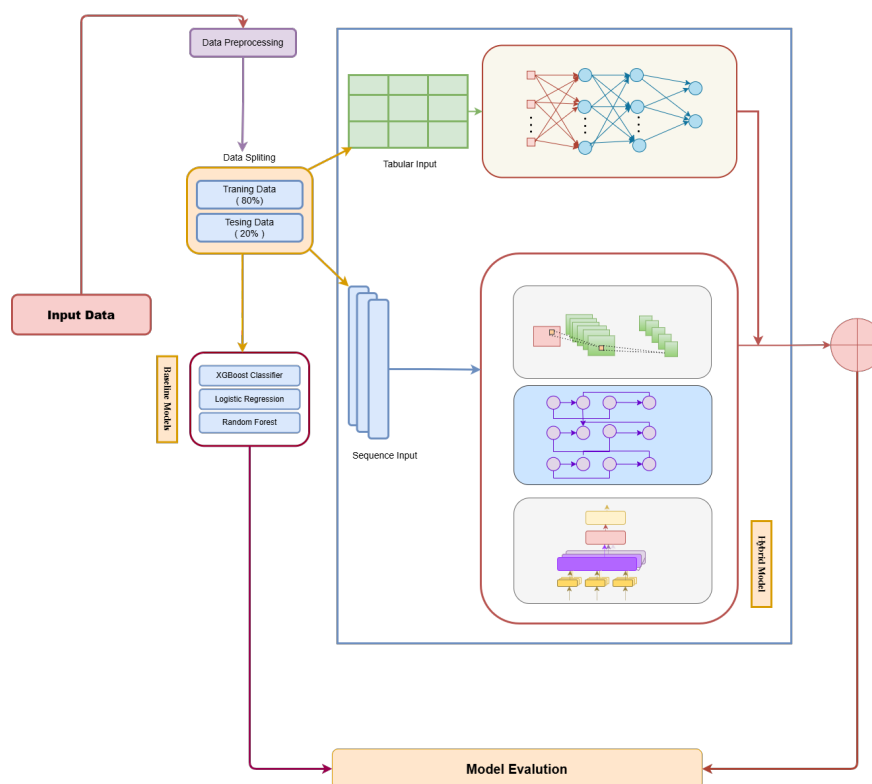 Data Preprocessing
Data Spliting
Traning Data
( 80%)
Tesing Data
( 20% )
Tabular Input
Input Data
Baseline Models
XGBoost Classifier
Logistic Regression
Random Forest
Sequence Input
Hybrid Model
Model Evalution